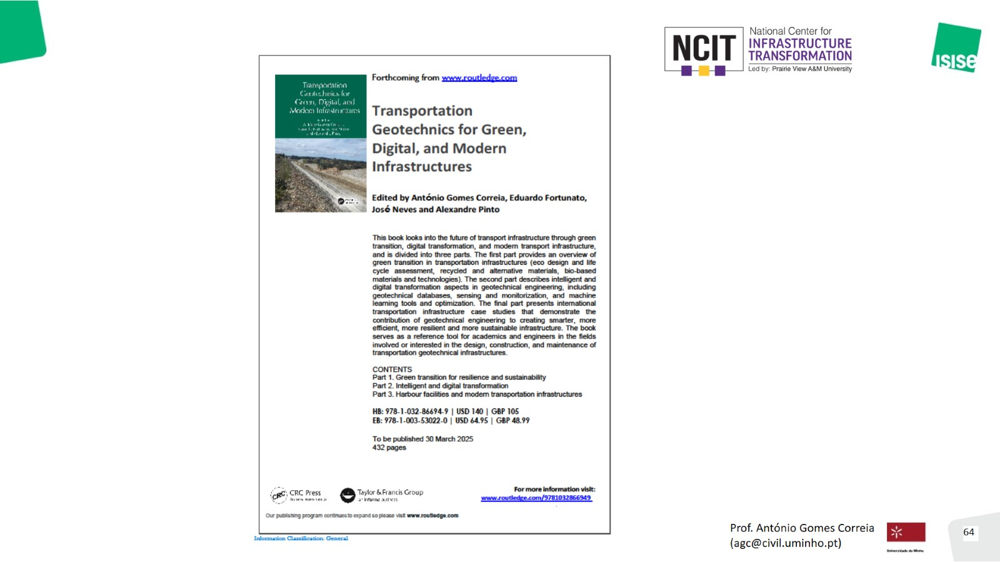 NCIT
National Center for
INFRASTRUCTURE
TRANSFORMATION
Led by: Prairie View A&M University
ISISE
Transportation
Geotechnics for
Green, Digital, and
Modern Infrastructures
Forthcoming from www.routledge.com
Transportation
Geotechnics for Green,
Digital, and Modern
Infrastructures
Edited by António Gomes Correia, Eduardo Fortunato,
José Neves and Alexandre Pinto
This book looks into the future of transport infrastructure through green
transition, digital transformation, and modern transport infrastructure,
and is divided into three parts. The first part provides an overview of
green transition in transportation infrastructures (eco design and life
cycle assessment, recycled and alternative materials, bio-based
materials and technologies). The second part describes intelligent and
digital transformation aspects in geotechnical engineering, including
geotechnical databases, sensing and monitorization, and machine
learning tools and optimization. The final part presents international
transportation infrastructure case studies that demonstrate the
contribution of geotechnical engineering to creating smarter, more
efficient, more resilient and more sustainable infrastructure. The book
serves as a reference tool for academics and engineers in the fields
involved or interested in the design, construction, and maintenance of
transportation geotechnical infrastructures.
CONTENTS
Part 1. Green transition for resilience and sustainability
Part 2. Intelligent and digital transformation
Part 3. Harbour facilities and modern transportation infrastructures
HB: 978-1-032-86694-9 | USD 140 | GBP 105
EB: 978-1-003-53022-0 | USD 64.95 | GBP 48.99
To be published 30 March 2025
432 pages
CRC CRC Press
Taylor & Francis Group
Taylor & Francis Group
an informa business
For more information visit:
www.routledge.com/9781032866949
Our publishing program continues to expand so please visit www.routledge.com
Information Classification: General
Prof. António Gomes Correia
(agc@civil.uminho.pt)
Universidade do Minho
64